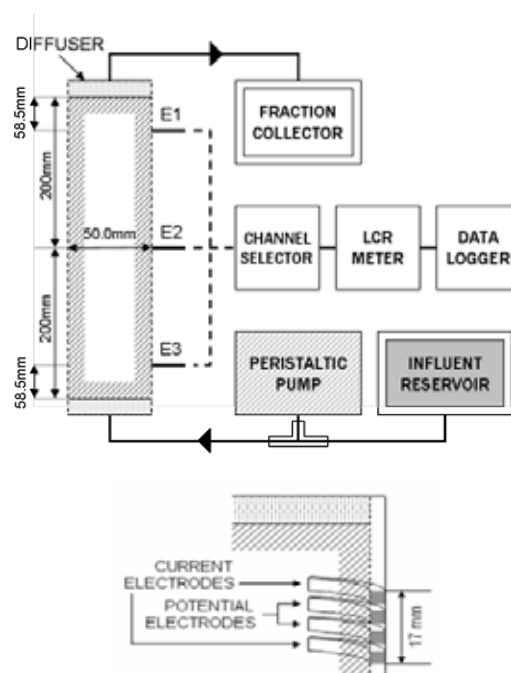 DIFFUSER
58.5mm
200mm
E1
FRACTION
COLLECTOR
50.0mm
E2
CHANNEL
SELECTOR
LCR
METER
DATA
LOGGER
200mm
58.5mm
E3
PERISTALTIC
PUMP
INFLUENT
RESERVOIR
CURRENT
ELECTRODES
POTENTIAL
ELECTRODES
17 mm